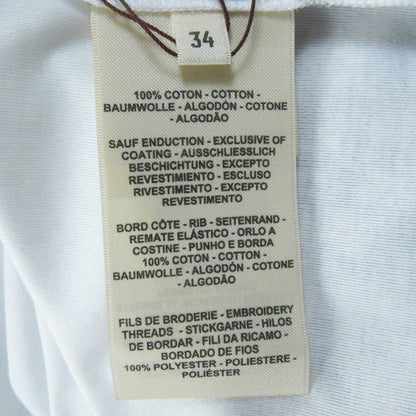 34
100% COTON - COTTON -
BAUMWOLLE - ALGODÓN - COTONE
- ALGODÃO
SAUF ENDUCTION - EXCLUSIVE OF
COATING - AUSSCHLIESSLICH
BESCHICHTUNG - EXCEPTO
REVESTIMIENTO - ESCLUSO
RIVESTIMENTO - EXCEPTO
REVESTIMENTO
BORD CÔTE - RIB - SEITENRAND -
REMATE ELÁSTICO - ORLO A
COSTINE - PUNHO E BORDA
100% COTON - COTTON -
BAUMWOLLE - ALGODÓN - COTONE
- ALGODÃO
FILS DE BRODERIE - EMBROIDERY
THREADS - STICKGARNE - HILOS
DE BORDAR - FILI DA RICAMO -
BORDADO DE FIOS
100% POLYESTER - POLIESTERE -
POLIÉSTER